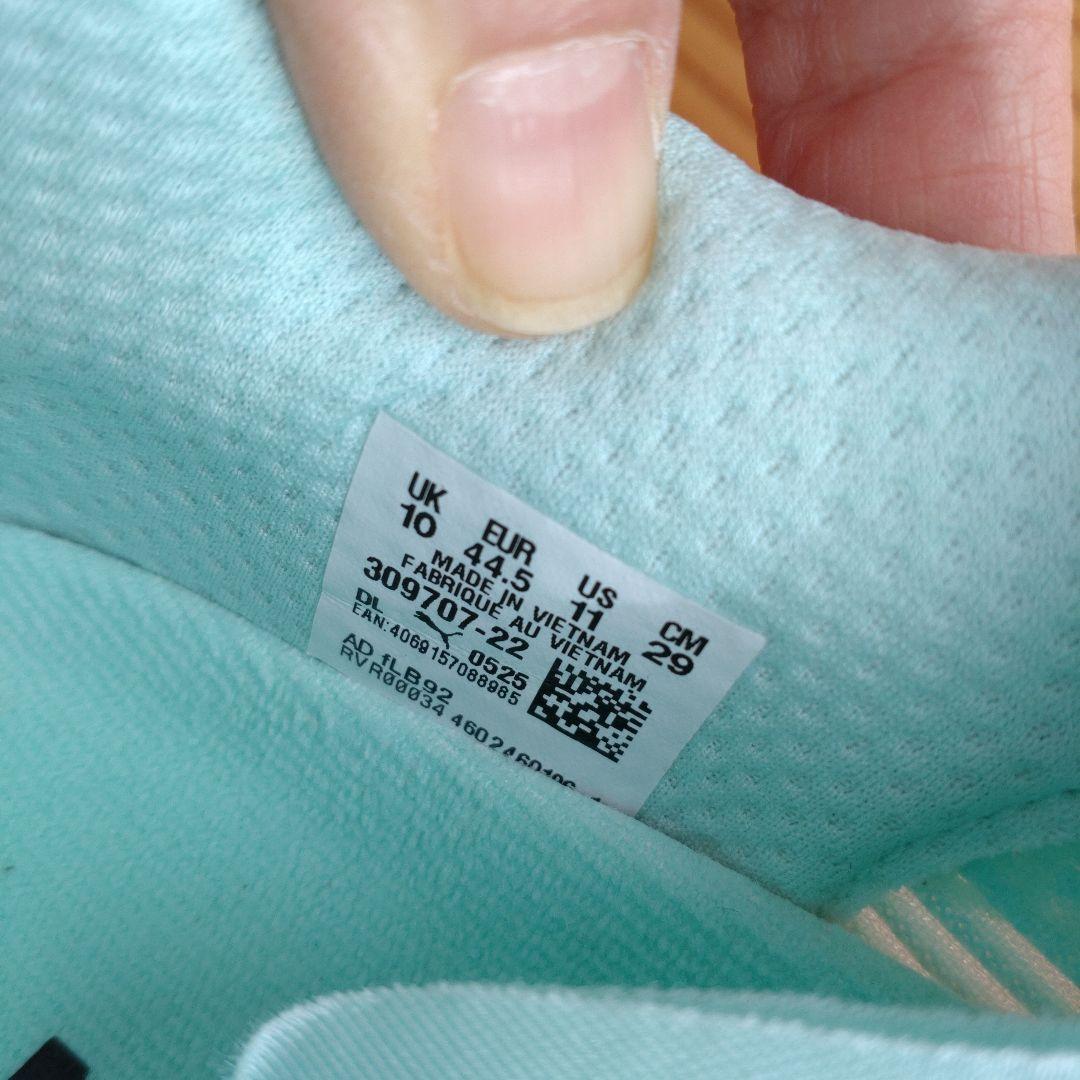 UK EUR US CM
10 44.5 11 29
MADE IN VIETNAM
FABRIQUE AU VIETNAM
309707-22
DL 0525
EAN:4069157088985
AD fLB92
RVR00034 460246